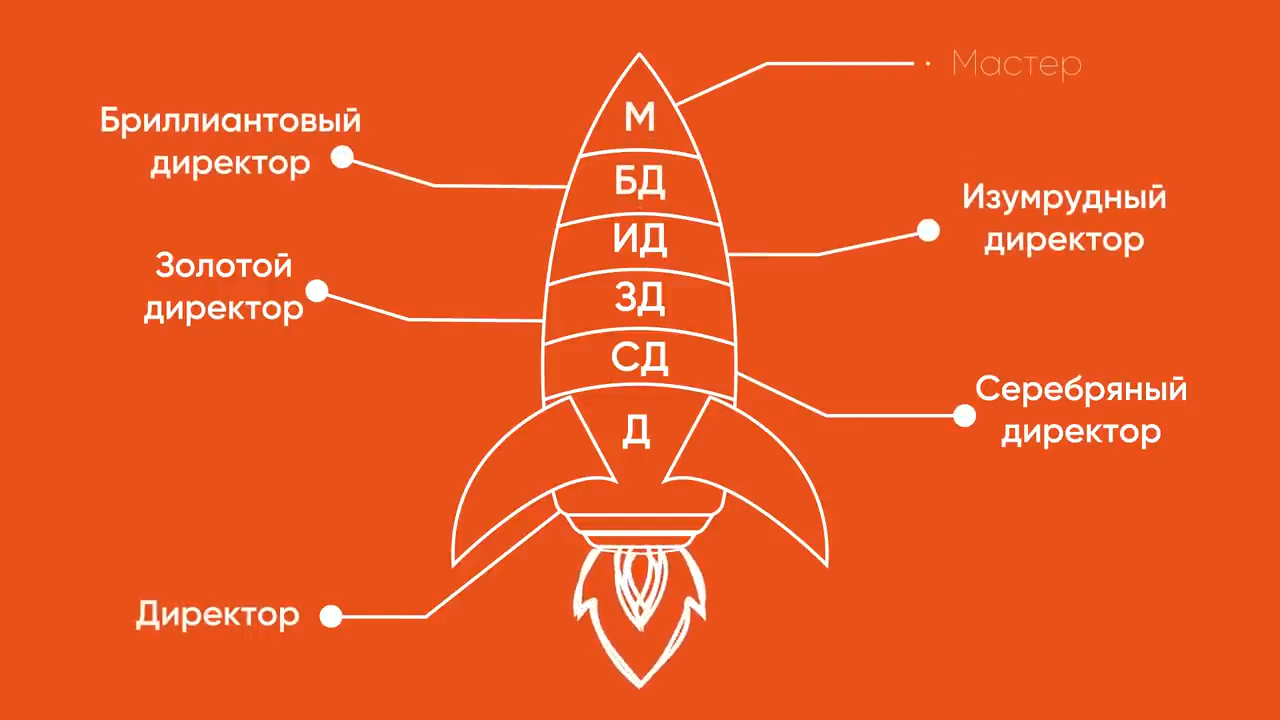 Мастер
Бриллиантовый
директор
М
БД
Изумрудный
директор
ИД
Золотой
директор
ЗД
СД
Серебряный
директор
Д
Директор